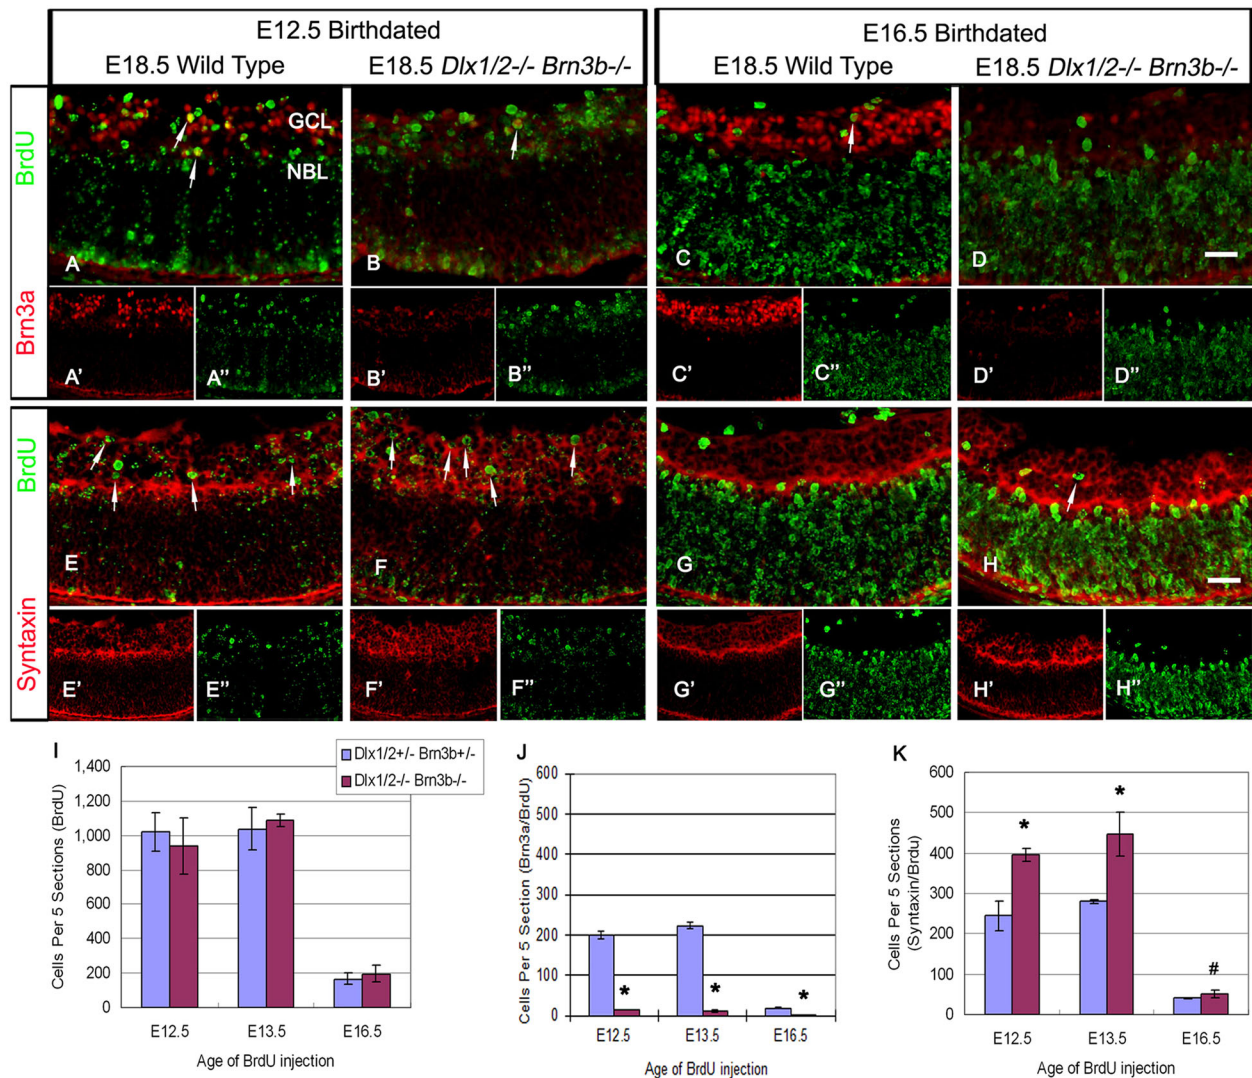 E12.5 Birthdated
E16.5 Birthdated
E18.5 Wild Type
E18.5 Dlx1/2-/- Brn3b-/-
E18.5 Wild Type
E18.5 Dlx1/2-/- Brn3b-/-
BrdU
Brn3a
GCL
NBL
A
B
C
D
A'
A"
B'
B"
C'
C"
D'
D"
BrdU
Syntaxin
E
F
G
H
E'
E"
F'
F"
G'
G"
H'
H"
I
Dlx1/2+/- Brn3b+/-
Dlx1/2-/- Brn3b-/-
Cells Per 5 Sections (BrdU)
1,400
1,200
1,000
800
600
400
200
0
E12.5
E13.5
E16.5
Age of BrdU injection
J
Cells Per 5 Section (Brn3a/BrdU)
600
500
400
300
200
100
0
*
*
*
E12.5
E13.5
E16.5
Age of BrdU injection
K
Cells Per 5 Sections
(Syntaxin/Brdu)
600
500
400
300
200
100
0
*
*
#
E12.5
E13.5
E16.5
Age of BrdU injection